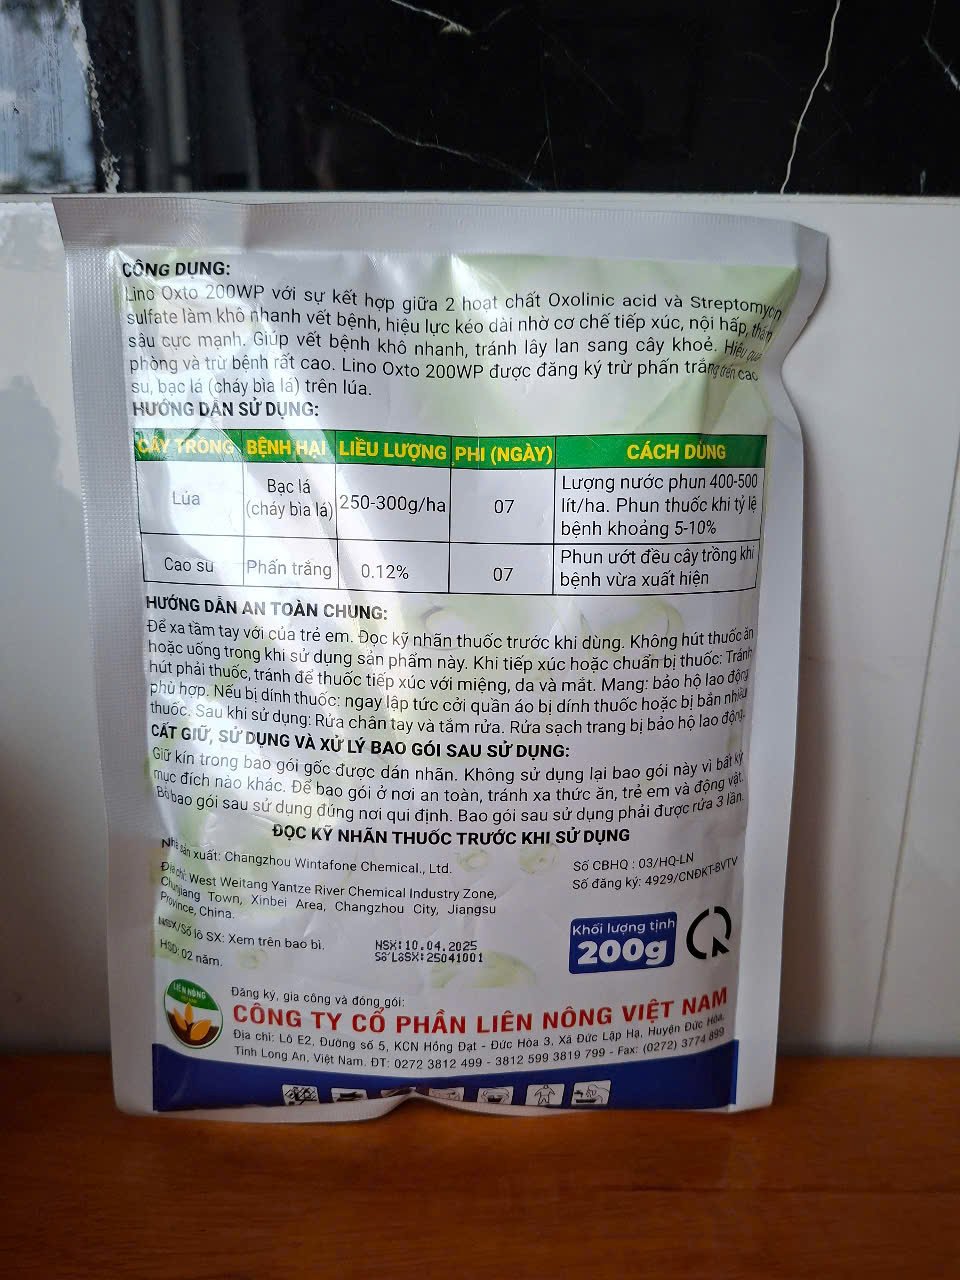 CÔNG DỤNG:
Lino Oxto 200WP với sự kết hợp giữa 2 hoạt chất Oxolinic acid và Streptomycin
sulfate làm khô nhanh vết bệnh, hiệu lực kéo dài nhờ cơ chế tiếp xúc, nội hấp, thấm
sâu cực mạnh. Giúp vết bệnh khô nhanh, tránh lây lan sang cây khoẻ. Hiệu quả
phòng và trừ bệnh rất cao. Lino Oxto 200WP được đăng ký trừ phấn trắng trên cao
su, bạc lá (cháy bìa lá) trên lúa.
HƯỚNG DẪN SỬ DỤNG:
CÂY TRỒNG BỆNH HẠI LIỀU LƯỢNG PHI (NGÀY) CÁCH DÙNG
Lúa Bạc lá (cháy bìa lá) 250-300g/ha 07 Lượng nước phun 400-500
lít/ha. Phun thuốc khi tỷ lệ
bệnh khoảng 5-10%
Cao su Phấn trắng 0.12% 07 Phun ướt đều cây trồng khi
bệnh vừa xuất hiện
HƯỚNG DẪN AN TOÀN CHUNG:
Để xa tầm tay với của trẻ em. Đọc kỹ nhãn thuốc trước khi dùng. Không hút thuốc ăn
hoặc uống trong khi sử dụng sản phẩm này. Khi tiếp xúc hoặc chuẩn bị thuốc: Tránh
hút phải thuốc, tránh để thuốc tiếp xúc với miệng, da và mắt. Mang: bảo hộ lao động
phù hợp. Nếu bị dính thuốc: ngay lập tức cởi quần áo bị dính thuốc hoặc bị bắn nhiều
thuốc. Sau khi sử dụng: Rửa chân tay và tắm rửa. Rửa sạch trang bị bảo hộ lao động.
CẤT GIỮ, SỬ DỤNG VÀ XỬ LÝ BAO GÓI SAU SỬ DỤNG:
Giữ kín trong bao gói gốc được dán nhãn. Không sử dụng lại bao gói này vì bất kỳ
mục đích nào khác. Để bao gói ở nơi an toàn, tránh xa thức ăn, trẻ em và động vật.
Bỏ bao gói sau sử dụng đúng nơi qui định. Bao gói sau sử dụng phải được rửa 3 lần.
ĐỌC KỸ NHÃN THUỐC TRƯỚC KHI SỬ DỤNG
Nhà sản xuất: Changzhou Wintafone Chemical., Ltd.
Địa chỉ: West Weitang Yantze River Chemical Industry Zone,
Chunjiang Town, Xinbei Area, Changzhou City, Jiangsu
Province, China.
NSX/Số lô SX: Xem trên bao bì.
HSD: 02 năm.
NSX: 10.04.2025
Số LôSX: 25041001
Số CBHQ : 03/HQ-LN
Số đăng ký: 4929/CNĐKT-BVTV
Khối lượng tịnh
200g
LIÊN NÔNG
Đăng ký, gia công và đóng gói:
CÔNG TY CỔ PHẦN LIÊN NÔNG VIỆT NAM
Địa chỉ: Lô E2, Đường số 5, KCN Hồng Đạt - Đức Hòa 3, Xã Đức Lập Hạ, Huyện Đức Hòa,
Tỉnh Long An, Việt Nam. ĐT: 0272 3812 499 - 3812 599 3819 799 - Fax: (0272) 3774 899